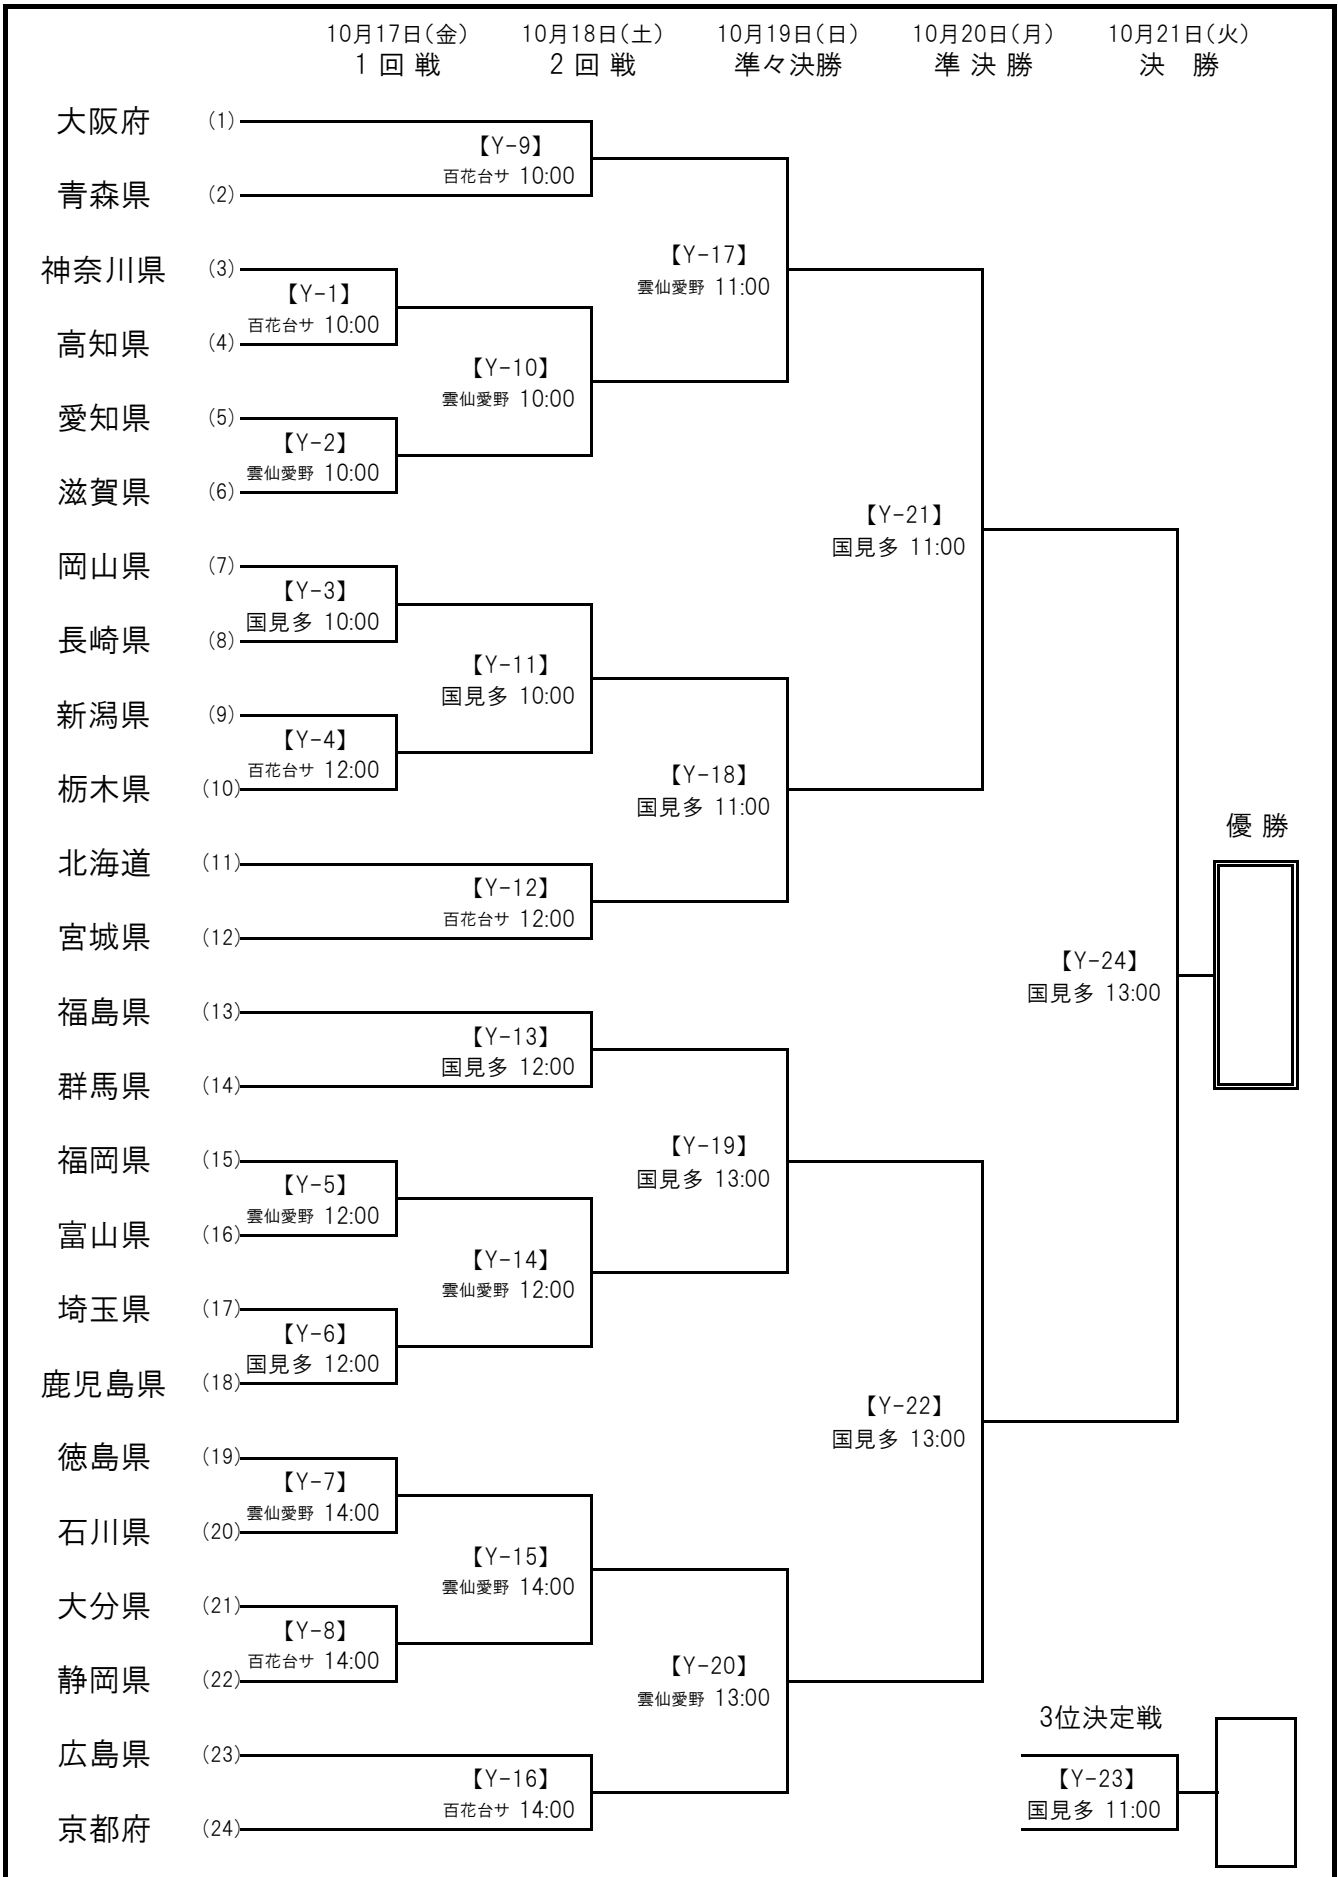 10月17日(金) 10月18日(土) 10月19日(日) 10月20日(月) 10月21日(火)
1 回 戦 2 回 戦 準々決勝 準 決 勝 決 勝
大阪府 (1)
【Y-9】
百花台サ 10:00
青森県 (2)
【Y-17】
雲仙愛野 11:00
神奈川県 (3)
【Y-1】
百花台サ 10:00
高知県 (4)
【Y-10】
雲仙愛野 10:00
愛知県 (5)
【Y-2】
雲仙愛野 10:00
滋賀県 (6)
【Y-21】
国見多 11:00
岡山県 (7)
【Y-3】
国見多 10:00
長崎県 (8)
【Y-11】
国見多 10:00
新潟県 (9)
【Y-4】
百花台サ 12:00
栃木県 (10)
【Y-18】
国見多 11:00
優 勝
北海道 (11)
【Y-12】
百花台サ 12:00
宮城県 (12)
【Y-24】
国見多 13:00
福島県 (13)
【Y-13】
国見多 12:00
群馬県 (14)
【Y-19】
国見多 13:00
福岡県 (15)
【Y-5】
雲仙愛野 12:00
富山県 (16)
【Y-14】
雲仙愛野 12:00
埼玉県 (17)
【Y-6】
国見多 12:00
鹿児島県 (18)
【Y-22】
国見多 13:00
徳島県 (19)
【Y-7】
雲仙愛野 14:00
石川県 (20)
【Y-15】
雲仙愛野 14:00
大分県 (21)
【Y-8】
百花台サ 14:00
静岡県 (22)
【Y-20】
雲仙愛野 13:00
3位決定戦
広島県 (23)
【Y-16】 【Y-23】
百花台サ 14:00 国見多 11:00
京都府 (24)